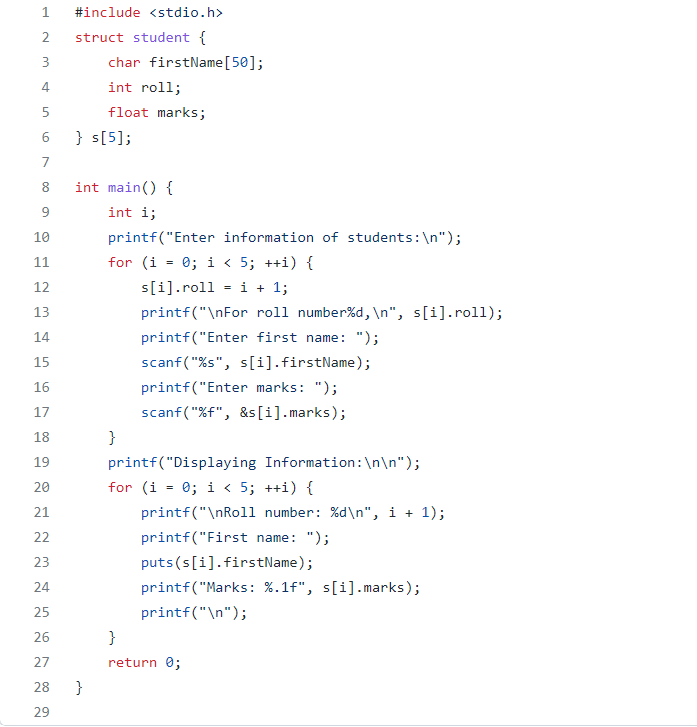 1 #include <stdio.h>
2 struct student {
3     char firstName[50];
4     int roll;
5     float marks;
6 } s[5];
7
8 int main() {
9     int i;
10     printf("Enter information of students:\n");
11     for (i = 0; i < 5; ++i) {
12         s[i].roll = i + 1;
13         printf("\nFor roll number%d,\n", s[i].roll);
14         printf("Enter first name: ");
15         scanf("%s", s[i].firstName);
16         printf("Enter marks: ");
17         scanf("%f", &s[i].marks);
18     }
19     printf("Displaying Information:\n\n");
20     for (i = 0; i < 5; ++i) {
21         printf("\nRoll number: %d\n", i + 1);
22         printf("First name: ");
23         puts(s[i].firstName);
24         printf("Marks: %.1f", s[i].marks);
25         printf("\n");
26     }
27     return 0;
28 }
29